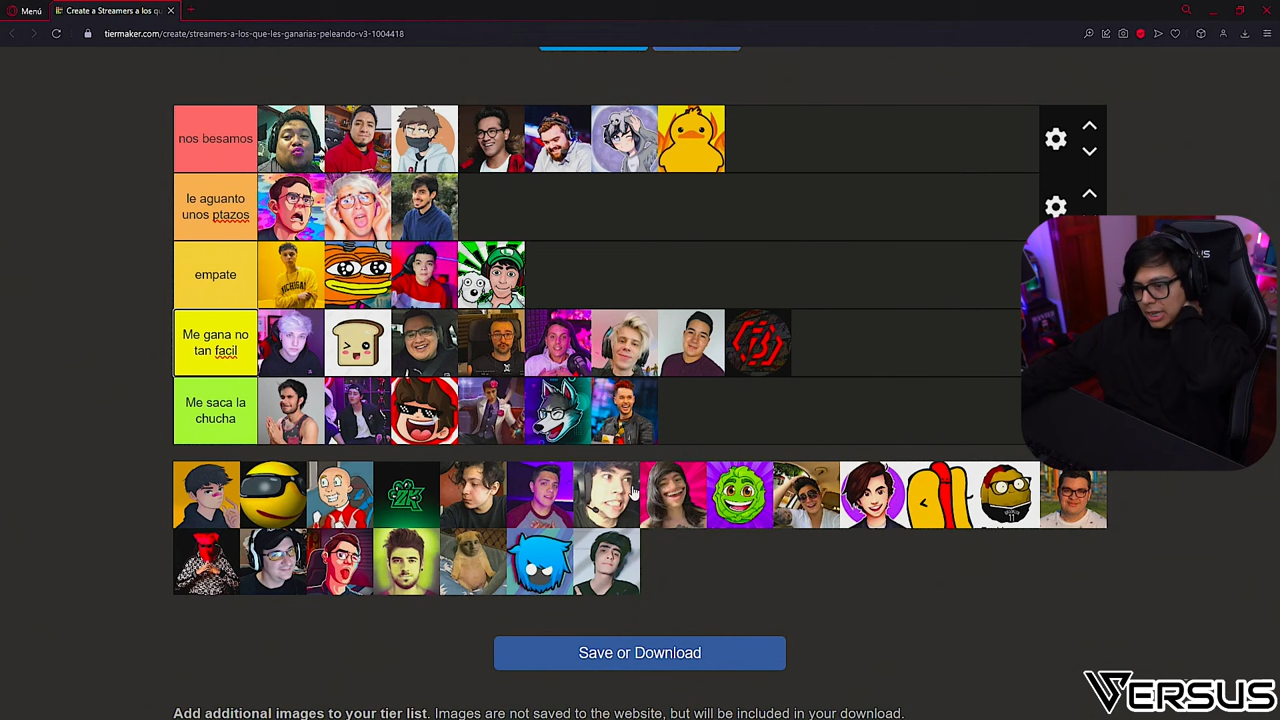 Menú
Create a Streamers a los qu
tiermaker.com/create/streamers-a-los-que-les-ganarias-peleando-v3-1004418
nos besamos
le aguanto
unos ptazos
empate
MICHIGAN
Me gana no
tan facil
Me saca la
chucha
ZK
Save or Download
Add additional images to your tier list. Images are not saved to the website, but will be included in your download.
VERSUS